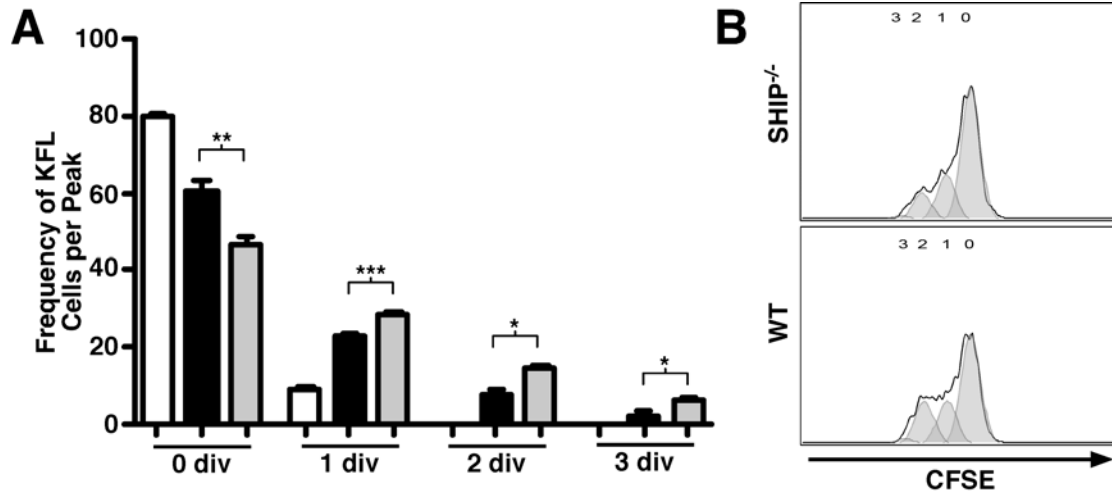 A
Frequency of KFL
Cells per Peak
100
80
60
40
20
0
**
***
*
*
0 div
1 div
2 div
3 div
B
SHIP-/-
3 2 1 0
WT
3 2 1 0
CFSE